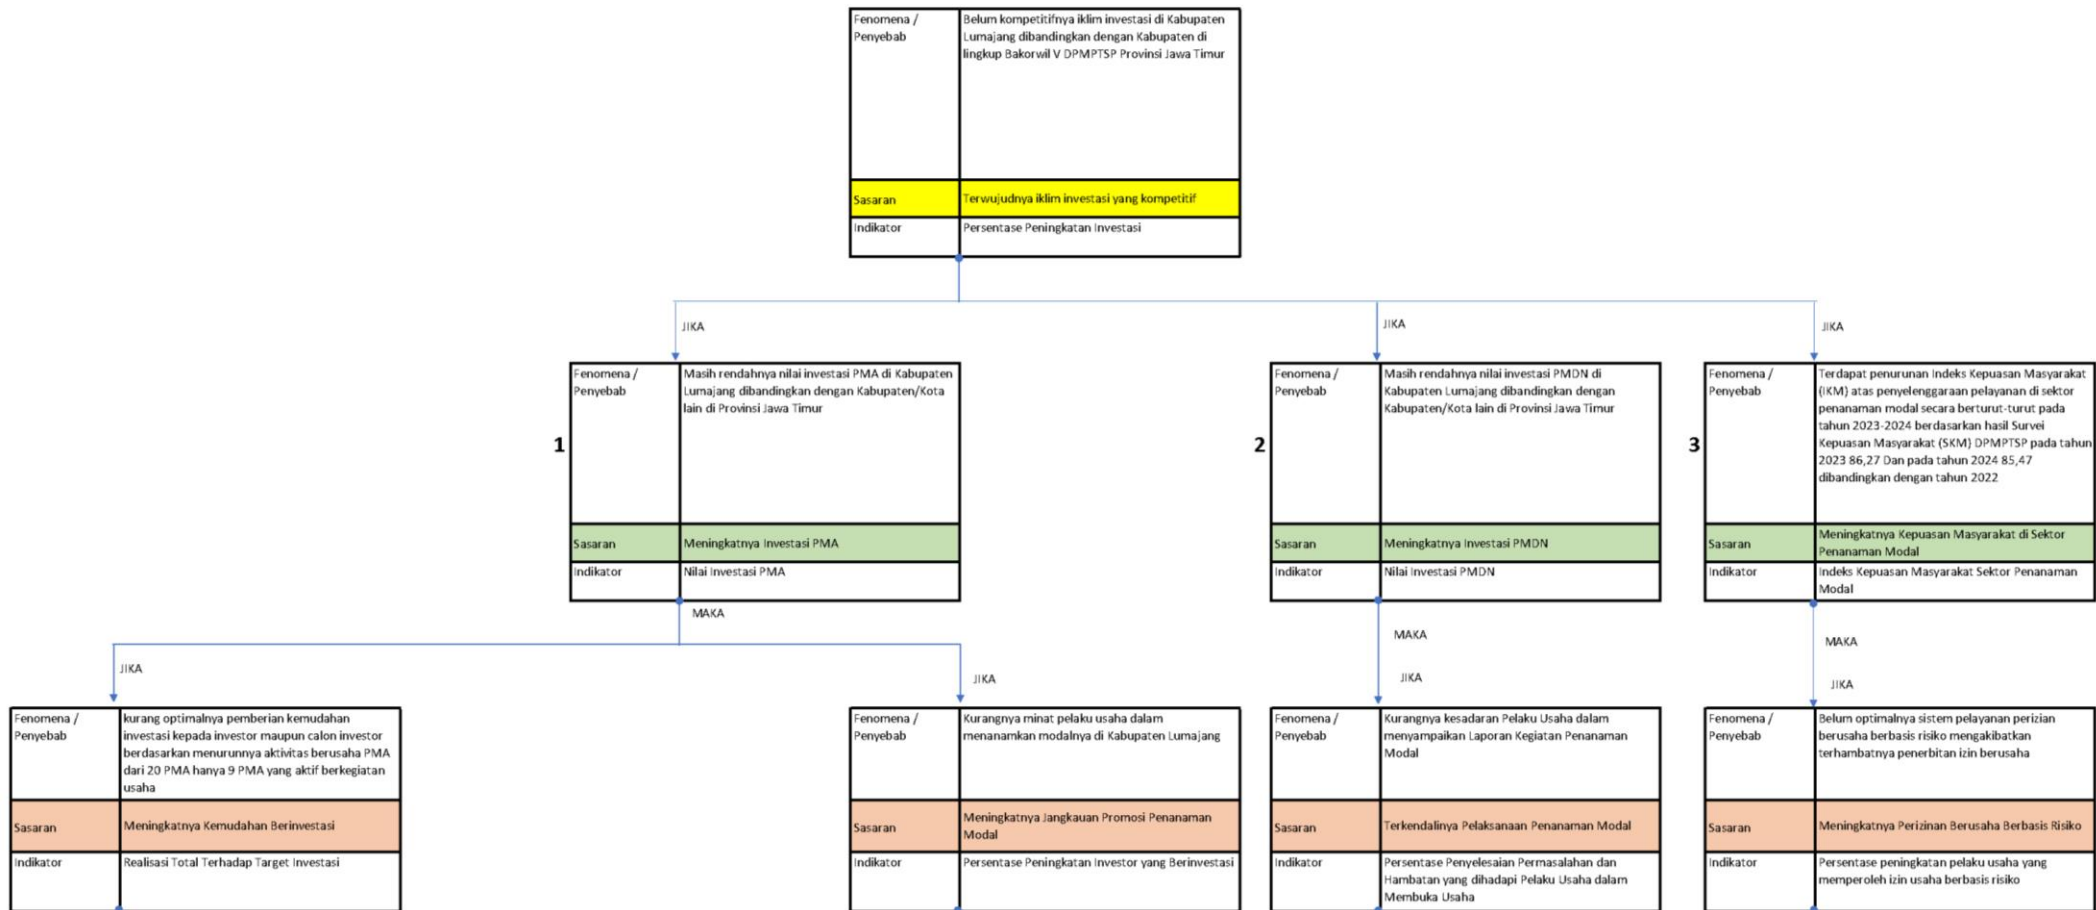 Fenomena /
Penyebab
Belum kompetitifnya iklim investasi di Kabupaten
Lumajang dibandingkan dengan Kabupaten di
lingkup Bakorwil V DPMPTSP Provinsi Jawa Timur
Sasaran
Terwujudnya iklim investasi yang kompetitif
Indikator
Persentase Peningkatan Investasi
JIKA
JIKA
JIKA
1
Fenomena /
Penyebab
Masih rendahnya nilai investasi PMA di Kabupaten
Lumajang dibandingkan dengan Kabupaten/Kota
lain di Provinsi Jawa Timur
Sasaran
Meningkatnya Investasi PMA
Indikator
Nilai Investasi PMA
2
Fenomena /
Penyebab
Masih rendahnya nilai investasi PMDN di
Kabupaten Lumajang dibandingkan dengan
Kabupaten/Kota lain di Provinsi Jawa Timur
Sasaran
Meningkatnya Investasi PMDN
Indikator
Nilai Investasi PMDN
3
Fenomena /
Penyebab
Terdapat penurunan Indeks Kepuasan Masyarakat
(IKM) atas penyelenggaraan pelayanan di sektor
penanaman modal secara berturut-turut pada
tahun 2023-2024 berdasarkan hasil Survei
Kepuasan Masyarakat (SKM) DPMPTSP pada tahun
2023 86,27 Dan pada tahun 2024 85,47
dibandingkan dengan tahun 2022
Sasaran
Meningkatnya Kepuasan Masyarakat di Sektor
Penanaman Modal
Indikator
Indeks Kepuasan Masyarakat Sektor Penanaman
Modal
MAKA
MAKA
MAKA
JIKA
JIKA
JIKA
JIKA
Fenomena /
Penyebab
kurang optimalnya pemberian kemudahan
investasi kepada investor maupun calon investor
berdasarkan menurunnya aktivitas berusaha PMA
dari 20 PMA hanya 9 PMA yang aktif berkegiatan
usaha
Sasaran
Meningkatnya Kemudahan Berinvestasi
Indikator
Realisasi Total Terhadap Target Investasi
Fenomena /
Penyebab
Kurangnya minat pelaku usaha dalam
menanamkan modalnya di Kabupaten Lumajang
Sasaran
Meningkatnya Jangkauan Promosi Penanaman
Modal
Indikator
Persentase Peningkatan Investor yang Berinvestasi
Fenomena /
Penyebab
Kurangnya kesadaran Pelaku Usaha dalam
menyampaikan Laporan Kegiatan Penanaman
Modal
Sasaran
Terkendalinya Pelaksanaan Penanaman Modal
Indikator
Persentase Penyelesaian Permasalahan dan
Hambatan yang dihadapi Pelaku Usaha dalam
Membuka Usaha
Fenomena /
Penyebab
Belum optimalnya sistem pelayanan perizian
berusaha berbasis risiko mengakibatkan
terhambatnya penerbitan izin berusaha
Sasaran
Meningkatnya Perizinan Berusaha Berbasis Risiko
Indikator
Persentase peningkatan pelaku usaha yang
memperoleh izin usaha berbasis risiko